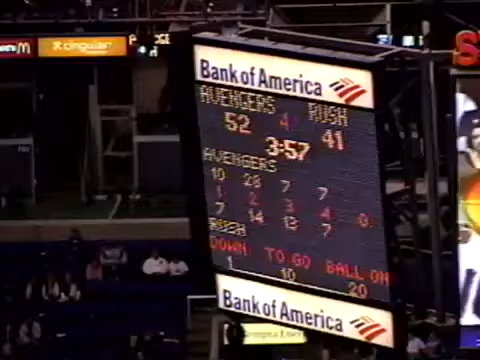 cingular
Bank of America
AVENGERS RUSH
52 4 41
3:57
AVENGERS
10 28 7 7
1 2 3 4 0
7 14 13 7
RUSH
DOWN TO GO BALL ON
1 10 20
Bank of America